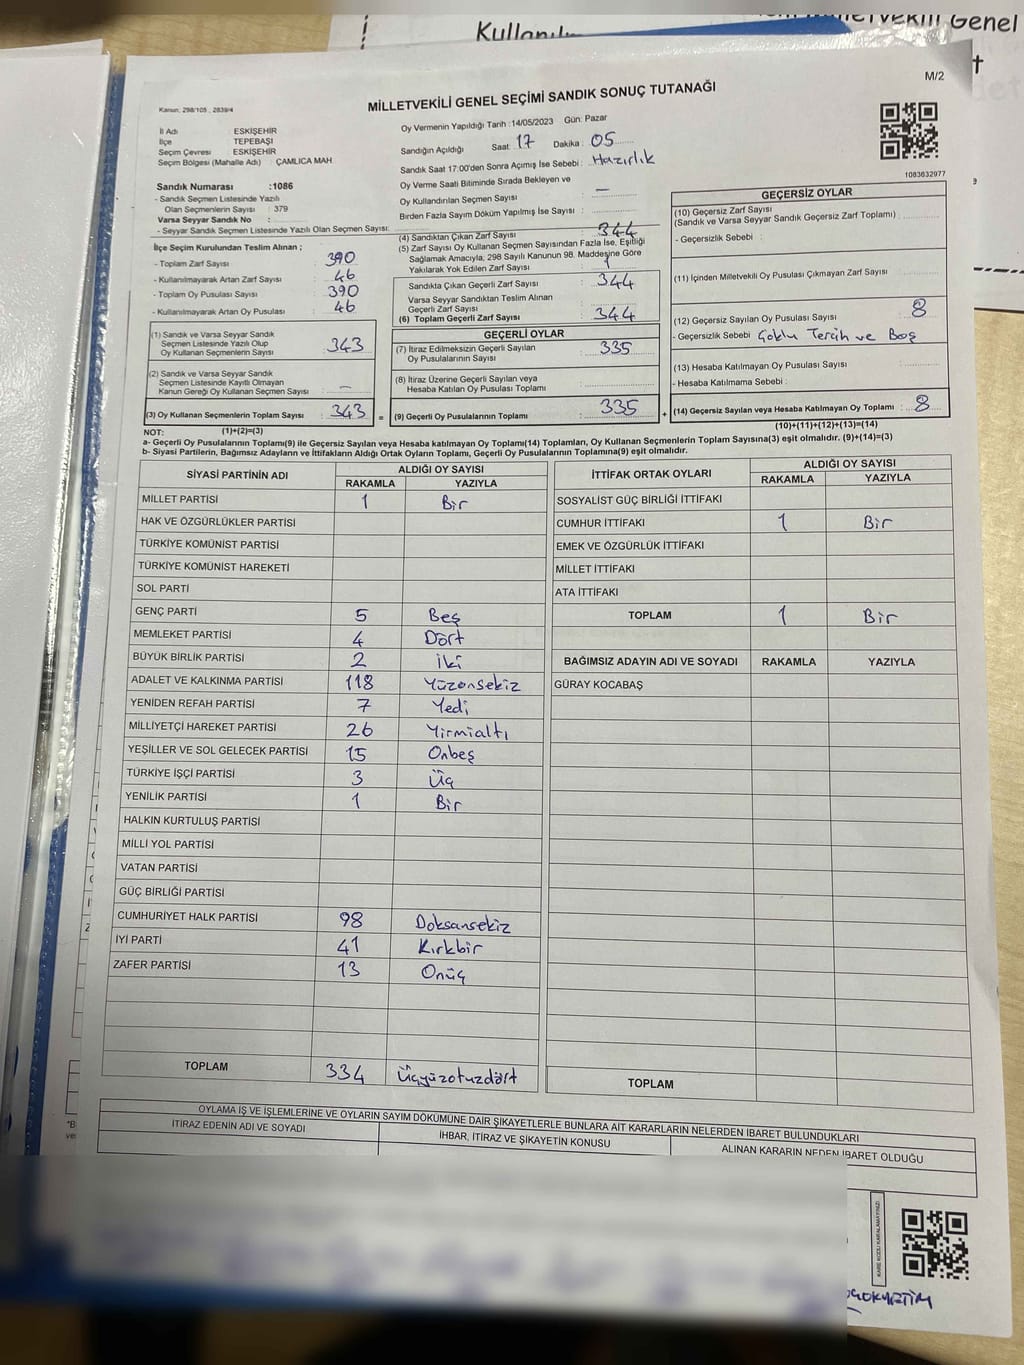 Kullanılm
Milletvekili Genel
M/2
Kanun: 298/105 , 2839/4
MİLLETVEKİLİ GENEL SEÇİMİ SANDIK SONUÇ TUTANAĞI
İl Adı : ESKİŞEHİR
İlçe : TEPEBAŞI
Seçim Çevresi : ESKİŞEHİR
Seçim Bölgesi (Mahalle Adı) : ÇAMLICA MAH.
Oy Vermenin Yapıldığı Tarih :14/05/2023 Gün: Pazar
Sandığın Açıldığı Saat 17 Dakika : 05
Sandık Saat 17:00'den Sonra Açımış İse Sebebi : Hazırlık
Oy Verme Saati Bitiminde Sırada Bekleyen ve
Oy Kullandırılan Seçmen Sayısı : —
Birden Fazla Sayım Döküm Yapılmış İse Sayısı :
1083632977
Sandık Numarası :1086
- Sandık Seçmen Listesinde Yazılı
Olan Seçmenlerin Sayısı : 379
Varsa Seyyar Sandık No :
- Seyyar Sandık Seçmen Listesinde Yazılı Olan Seçmen Sayısı:
İlçe Seçim Kurulundan Teslim Alınan ;
- Toplam Zarf Sayısı : 390
- Kullanılmayarak Artan Zarf Sayısı : 46
- Toplam Oy Pusulası Sayısı : 390
- Kullanılmayarak Artan Oy Pusulası : 46
(1) Sandık ve Varsa Seyyar Sandık
Seçmen Listesinde Yazılı Olup
Oy Kullanan Seçmenlerin Sayısı : 343
(2) Sandık ve Varsa Seyyar Sandık
Seçmen Listesinde Kayıtlı Olmayan
Kanun Gereği Oy Kullanan Seçmen Sayısı : —
(3) Oy Kullanan Seçmenlerin Toplam Sayısı : 343 =
(4) Sandıktan Çıkan Zarf Sayısı : 344
(5) Zarf Sayısı Oy Kullanan Seçmen Sayısından Fazla İse, Eşitliği
Sağlamak Amacıyla; 298 Sayılı Kanunun 98. Maddesine Göre
Yakılarak Yok Edilen Zarf Sayısı : 1
Sandıkta Çıkan Geçerli Zarf Sayısı : 344
Varsa Seyyar Sandıktan Teslim Alınan
Geçerli Zarf Sayısı :
(6) Toplam Geçerli Zarf Sayısı : 344
GEÇERLİ OYLAR
(7) İtiraz Edilmeksizin Geçerli Sayılan
Oy Pusulalarının Sayısı : 335
(8) İtiraz Üzerine Geçerli Sayılan veya
Hesaba Katılan Oy Pusulası Toplamı :
(9) Geçerli Oy Pusulalarının Toplamı : 335 +
GEÇERSİZ OYLAR
(10) Geçersiz Zarf Sayısı
(Sandık ve Varsa Seyyar Sandık Geçersiz Zarf Toplamı) :
- Geçersizlik Sebebi :
(11) İçinden Milletvekili Oy Pusulası Çıkmayan Zarf Sayısı :
(12) Geçersiz Sayılan Oy Pusulası Sayısı : 8
- Geçersizlik Sebebi : Çoklu Tercih ve Boş
(13) Hesaba Katılmayan Oy Pusulası Sayısı :
- Hesaba Katılmama Sebebi :
(14) Geçersiz Sayılan veya Hesaba Katılmayan Oy Toplamı : 8
NOT: (1)+(2)=(3)
(10)+(11)+(12)+(13)=(14)
a- Geçerli Oy Pusulalarının Toplamı(9) ile Geçersiz Sayılan veya Hesaba katılmayan Oy Toplamı(14) Toplamları, Oy Kullanan Seçmenlerin Toplam Sayısına(3) eşit olmalıdır. (9)+(14)=(3)
b- Siyasi Partilerin, Bağımsız Adayların ve İttifakların Aldığı Ortak Oyların Toplamı, Geçerli Oy Pusulalarının Toplamına(9) eşit olmalıdır.
SİYASİ PARTİNİN ADI ALDIĞI OY SAYISI
RAKAMLA YAZIYLA
MİLLET PARTİSİ 1 Bir
HAK VE ÖZGÜRLÜKLER PARTİSİ
TÜRKİYE KOMÜNİST PARTİSİ
TÜRKİYE KOMÜNİST HAREKETİ
SOL PARTİ
GENÇ PARTİ 5 Beş
MEMLEKET PARTİSİ 4 Dört
BÜYÜK BİRLİK PARTİSİ 2 İki
ADALET VE KALKINMA PARTİSİ 118 Yüzonsekiz
YENİDEN REFAH PARTİSİ 7 Yedi
MİLLİYETÇİ HAREKET PARTİSİ 26 Yirmialtı
YEŞİLLER VE SOL GELECEK PARTİSİ 15 Onbeş
TÜRKİYE İŞÇİ PARTİSİ 3 Üç
YENİLİK PARTİSİ 1 Bir
HALKIN KURTULUŞ PARTİSİ
MİLLİ YOL PARTİSİ
VATAN PARTİSİ
GÜÇ BİRLİĞİ PARTİSİ
CUMHURİYET HALK PARTİSİ 98 Doksansekiz
İYİ PARTİ 41 Kırkbir
ZAFER PARTİSİ 13 Onüç
TOPLAM 334 Üçyüzotuzdört
İTTİFAK ORTAK OYLARI ALDIĞI OY SAYISI
RAKAMLA YAZIYLA
SOSYALİST GÜÇ BİRLİĞİ İTTİFAKI
CUMHUR İTTİFAKI 1 Bir
EMEK VE ÖZGÜRLÜK İTTİFAKI
MİLLET İTTİFAKI
ATA İTTİFAKI
TOPLAM 1 Bir
BAĞIMSIZ ADAYIN ADI VE SOYADI RAKAMLA YAZIYLA
GÜRAY KOCABAŞ
TOPLAM
OYLAMA İŞ VE İŞLEMLERİNE VE OYLARIN SAYIM DÖKÜMÜNE DAİR ŞİKAYETLERLE BUNLARA AİT KARARLARIN NELERDEN İBARET BULUNDUKLARI
İTİRAZ EDENİN ADI VE SOYADI İHBAR, İTİRAZ VE ŞİKAYETİN KONUSU ALINAN KARARIN NEDEN İBARET OLDUĞU
KARE KODU KARALAMAYINIZ